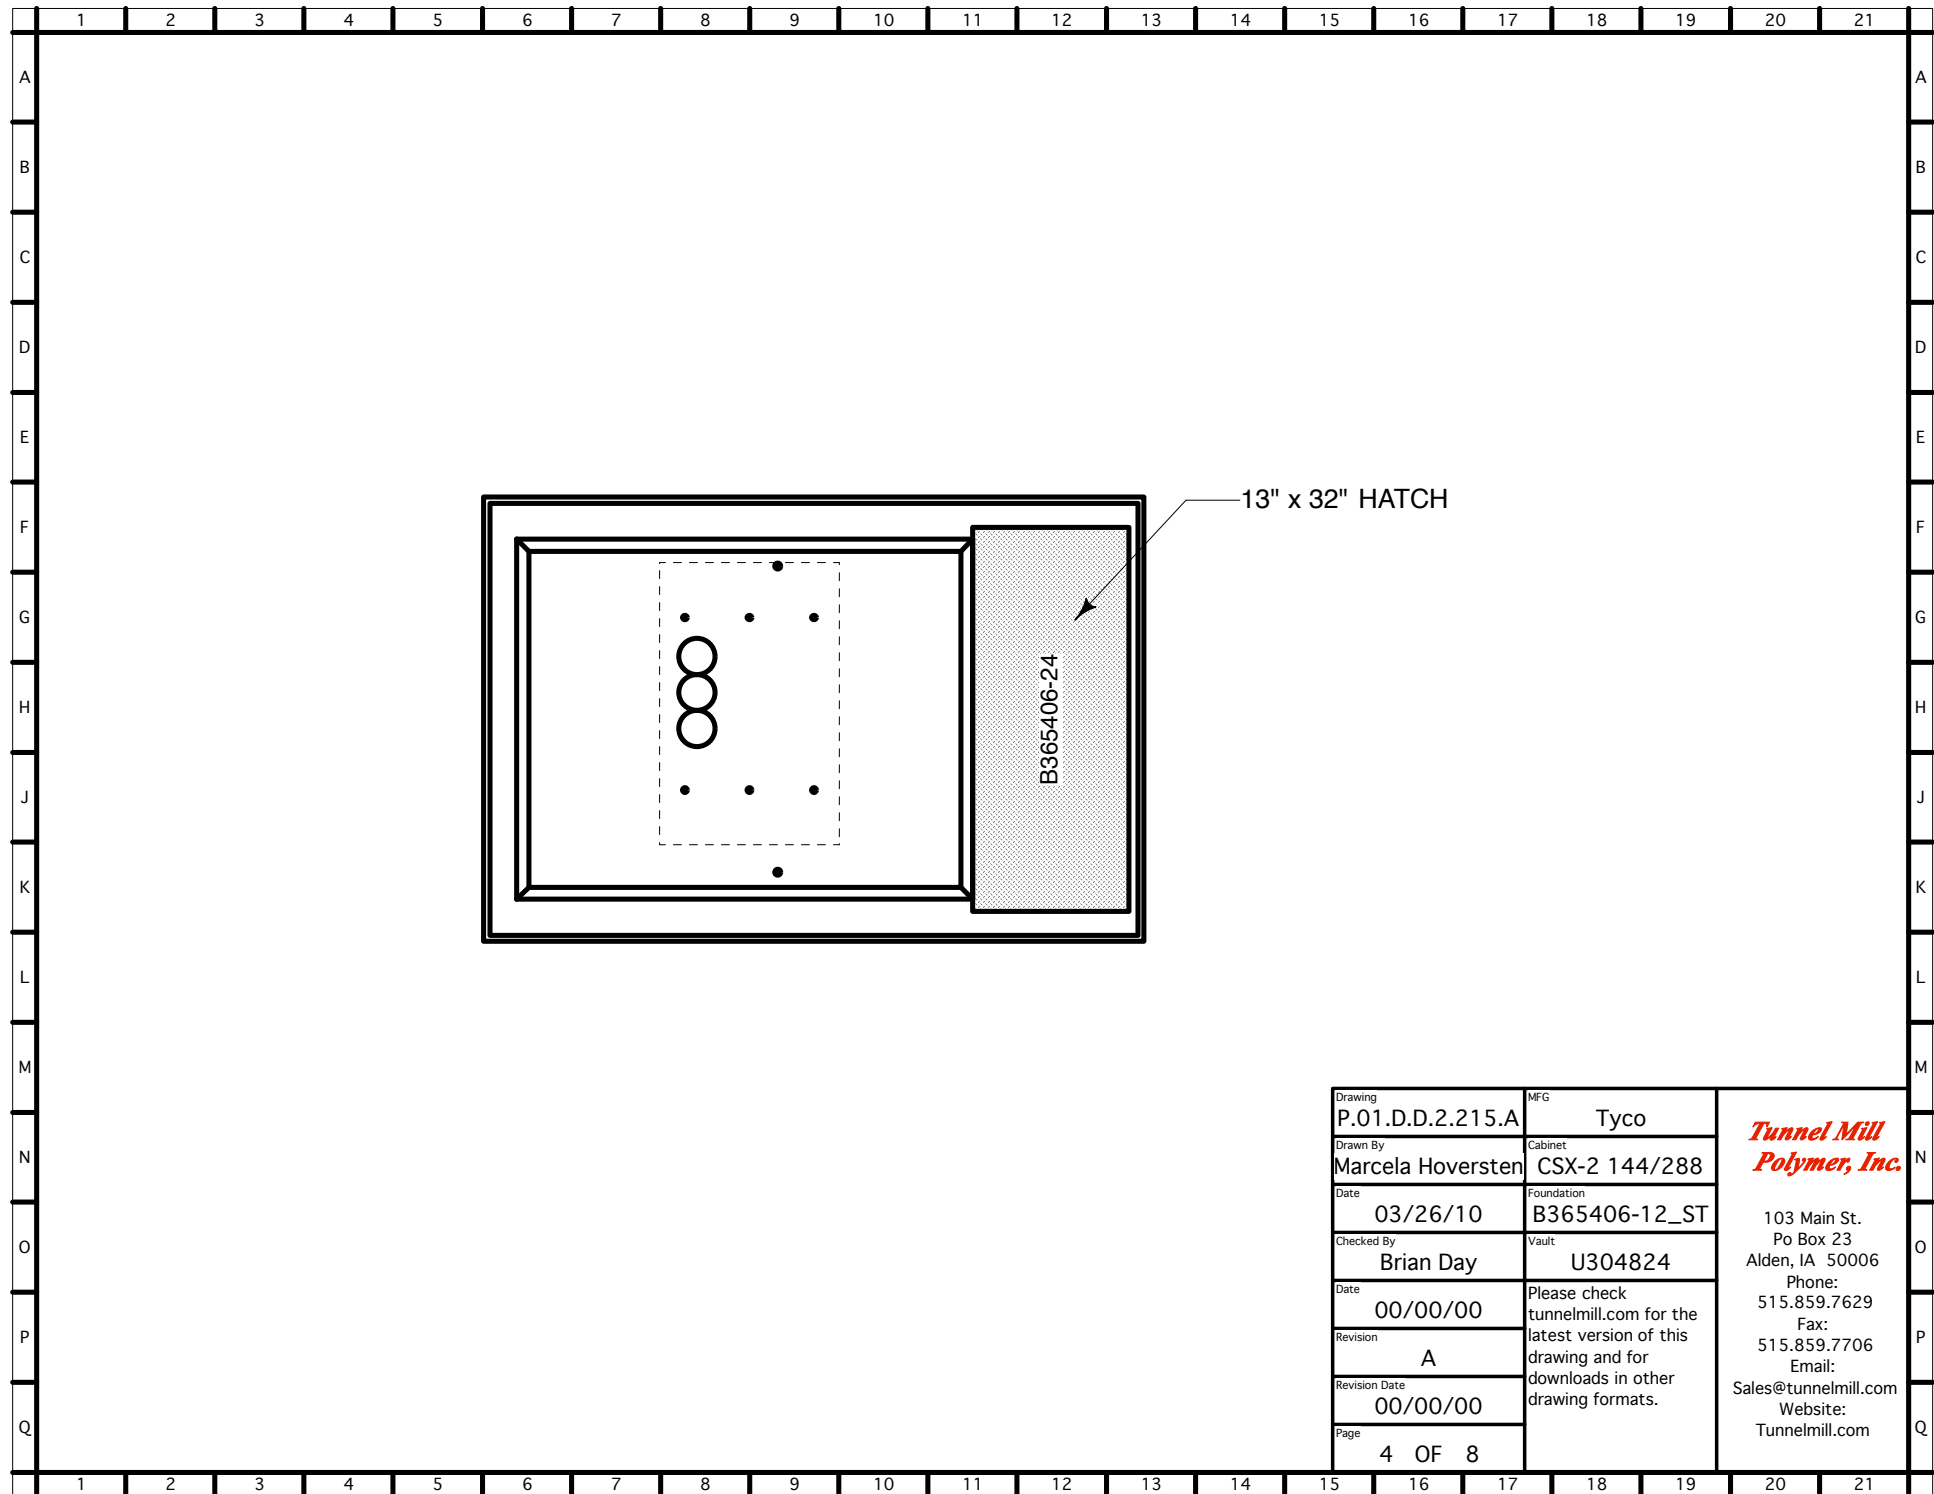 1 2 3 4 5 6 7 8 9 10 11 12 13 14 15 16 17 18 19 20 21
A A
B B
C C
D D
E E
F F
G G
H H
J J
K K
L L
M M
N N
O O
P P
Q Q
13" x 32" HATCH
B365406-24
Drawing
P.01.D.D.2.215.A
MFG
Tyco
Drawn By
Marcela Hoversten
Cabinet
CSX-2 144/288
Date
03/26/10
Foundation
B365406-12_ST
Checked By
Brian Day
Vault
U304824
Date
00/00/00
Revision
A
Revision Date
00/00/00
Page
4 OF 8
Please check
tunnelmill.com for the
latest version of this
drawing and for
downloads in other
drawing formats.
Tunnel Mill
Polymer, Inc.
103 Main St.
Po Box 23
Alden, IA 50006
Phone:
515.859.7629
Fax:
515.859.7706
Email:
Sales@tunnelmill.com
Website:
Tunnelmill.com
1 2 3 4 5 6 7 8 9 10 11 12 13 14 15 16 17 18 19 20 21